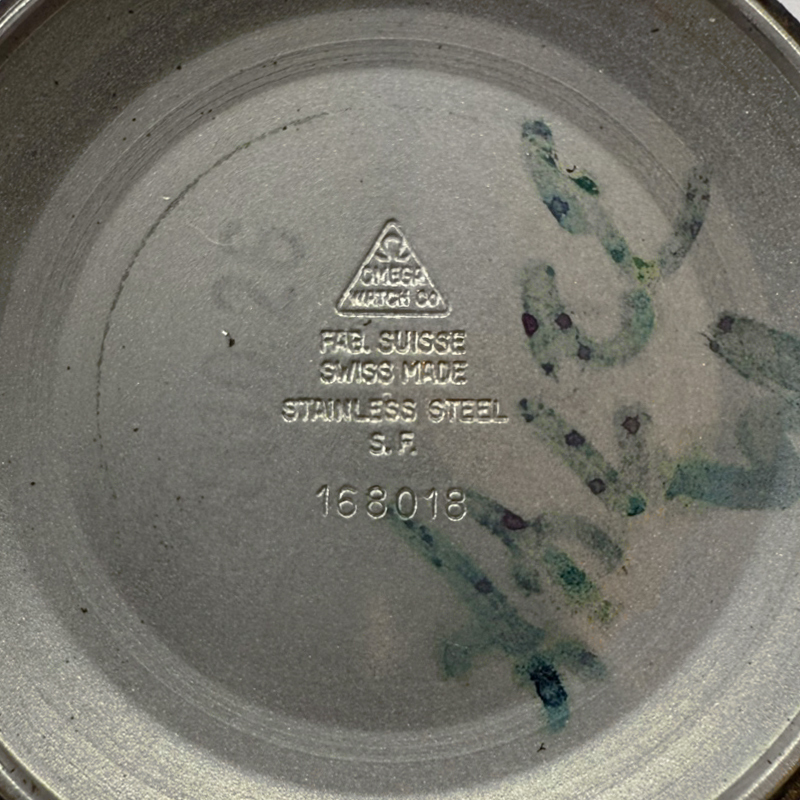 Ω
OMEGA
WATCH CO
FAB. SUISSE
SWISS MADE
STAINLESS STEEL
S. F.
168018